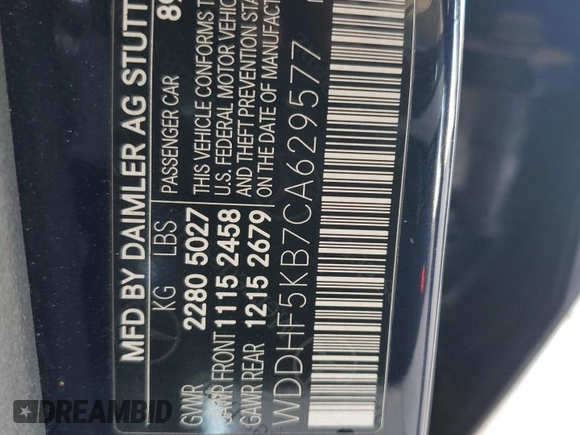 MFD BY DAIMLER AG STUTT
KG LBS PASSENGER CAR
GVWR 2280 5027 THIS VEHICLE CONFORMS T
GAWR FRONT 1115 2458 U.S. FEDERAL MOTOR VEHIC
GAWR REAR 1215 2679 AND THEFT PREVENTION STA
ON THE DATE OF MANUFACT
WDDHF5KB7CA629577
DREAMBID